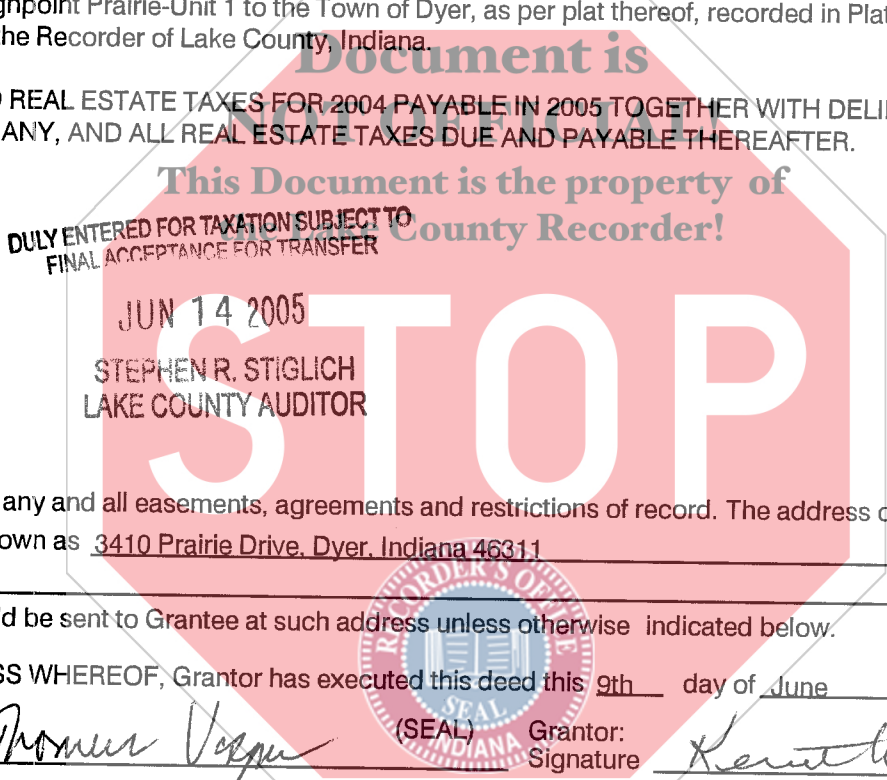 ghpoint Prairie-Unit 1 to the Town of Dyer, as per plat thereof, recorded in Plat
he Recorder of Lake County, Indiana.
Document is
REAL ESTATE TAXES FOR 2004 PAYABLE IN 2005 TOGETHER WITH DELI
NOT OFFICIAL!
ANY, AND ALL REAL ESTATE TAXES DUE AND PAYABLE THEREAFTER.
This Document is the property of
the Lake County Recorder!
DULY ENTERED FOR TAXATION SUBJECT TO
FINAL ACCEPTANCE FOR TRANSFER
JUN 14 2005
STEPHEN R. STIGLICH
LAKE COUNTY AUDITOR
STOP
any and all easements, agreements and restrictions of record. The address o
own as 3410 Prairie Drive, Dyer, Indiana 46311
d be sent to Grantee at such address unless otherwise indicated below.
SS WHEREOF, Grantor has executed this deed this 9th day of June
(SEAL) Grantor:
Signature
RECORDER'S OFFICE
SEAL
INDIANA